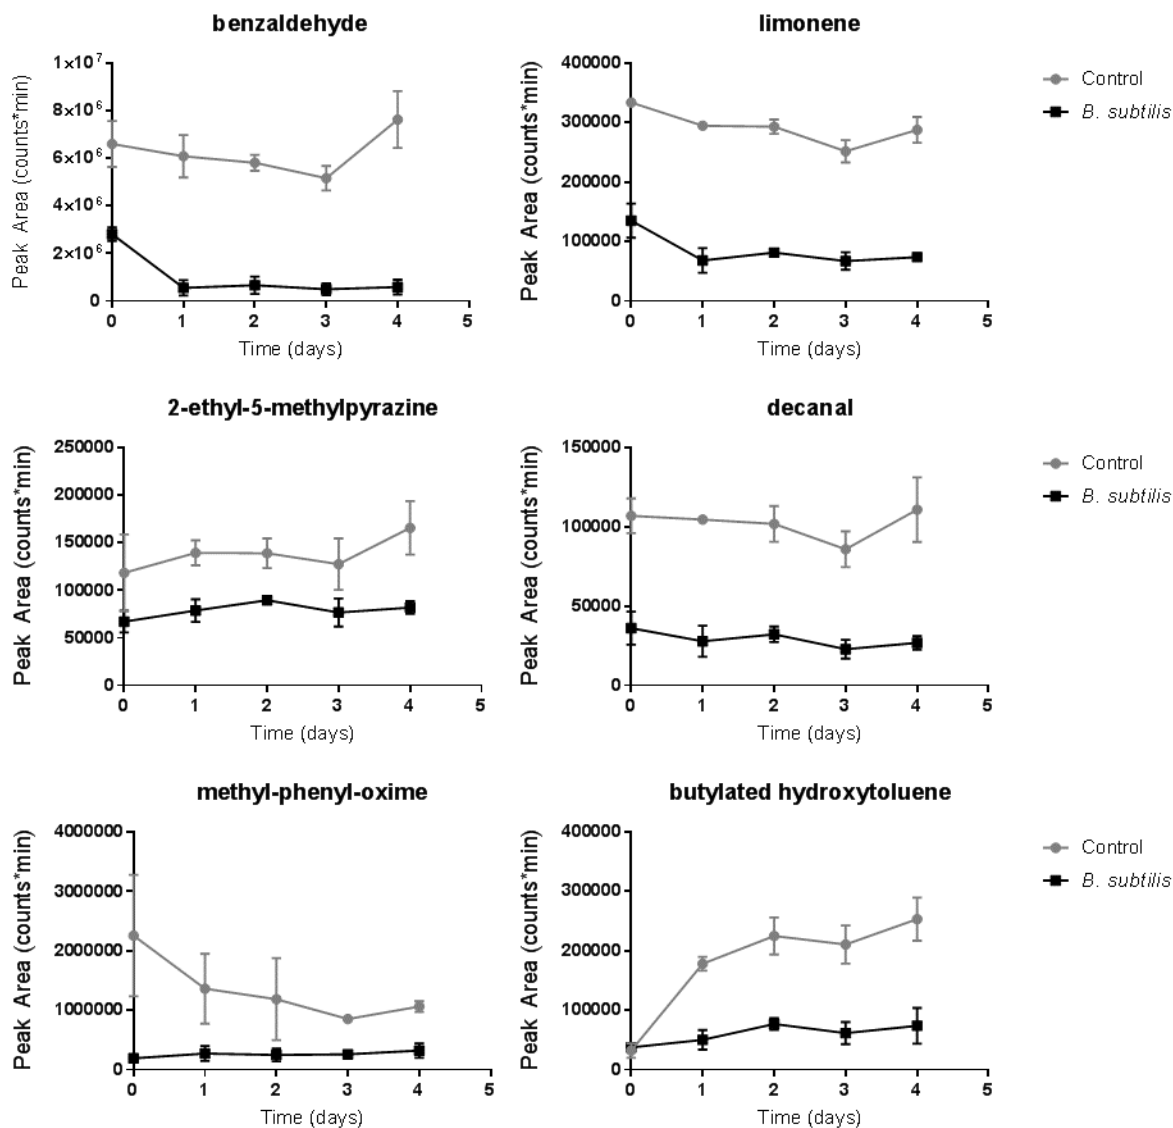 benzaldehyde
Peak Area (counts*min)
1×10⁷
8×10⁶
6×10⁶
4×10⁶
2×10⁶
0
0 1 2 3 4 5
Time (days)
limonene
Peak Area (counts*min)
400000
300000
200000
100000
0
0 1 2 3 4 5
Time (days)
Control
B. subtilis
2-ethyl-5-methylpyrazine
Peak Area (counts*min)
250000
200000
150000
100000
50000
0
0 1 2 3 4 5
Time (days)
decanal
Peak Area (counts*min)
150000
100000
50000
0
0 1 2 3 4 5
Time (days)
Control
B. subtilis
methyl-phenyl-oxime
Peak Area (counts*min)
4000000
3000000
2000000
1000000
0
0 1 2 3 4 5
Time (days)
butylated hydroxytoluene
Peak Area (counts*min)
400000
300000
200000
100000
0
0 1 2 3 4 5
Time (days)
Control
B. subtilis